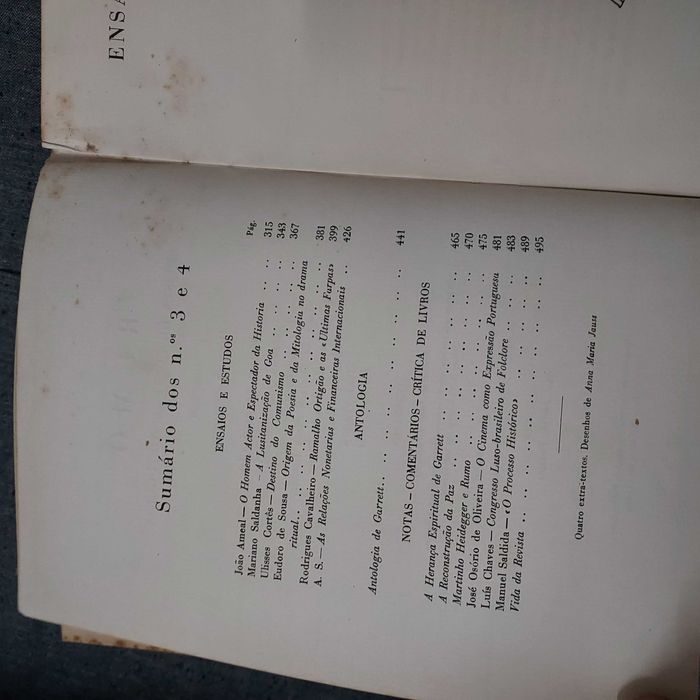 ENSA
Sumário dos n.ºs 3 e 4
ENSAIOS E ESTUDOS
Pág.
João Ameal — O Homem Actor e Espectador da Historia .. .. 315
Mariano Saldanha — A Lusitanização de Goa .. .. .. .. 343
Ulisses Cortês — Destino do Comunismo .. .. .. .. .. 367
Eudoro de Sousa — Origem da Poesia e da Mitologia no drama
ritual.. .. .. .. .. .. .. .. .. .. .. 381
Rodrigues Cavalheiro — Ramalho Ortigão e as «Ultimas Farpas» 399
A. S. — As Relações Nonetarias e Financeiras Internacionais .. 426
ANTOLOGIA
Antologia de Garrett.. .. .. .. .. .. .. .. .. 441
NOTAS — COMENTÁRIOS — CRÍTICA DE LIVROS
A Herança Espiritual de Garrett .. .. .. .. .. .. .. 465
A Reconstrução da Paz .. .. .. .. .. .. .. .. 470
Martinho Heidegger e Rumo .. .. .. .. .. .. .. 475
José Osório de Oliveira — O Cinema como Expressão Portuguesa 481
Luís Chaves — Congresso Luso-brasileiro de Folclore .. .. .. 483
Manuel Saldida — «O Processo Histórico» .. .. .. .. .. 489
Vida da Revista .. .. .. .. .. .. .. .. .. .. 495
Quatro extra-textos. Desenhos de Anna Maria Jauss